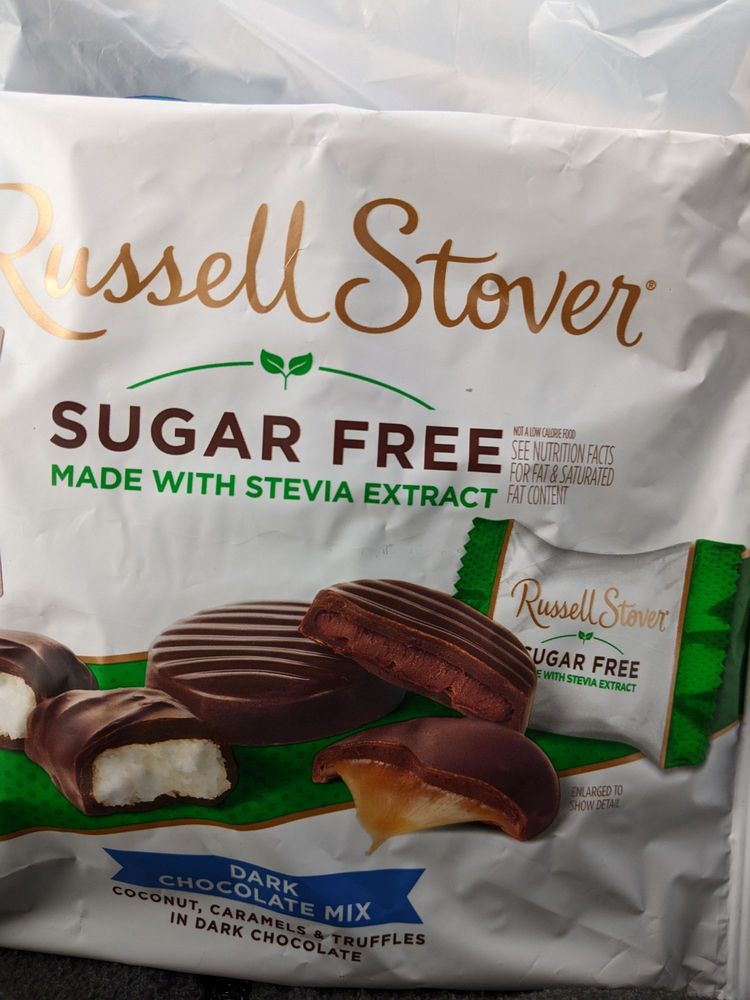 Russell Stover®
SUGAR FREE
MADE WITH STEVIA EXTRACT
NOT A LOW CALORIE FOOD
SEE NUTRITION FACTS
FOR FAT & SATURATED
FAT CONTENT
Russell Stover
SUGAR FREE
WITH STEVIA EXTRACT
ENLARGED TO
SHOW DETAIL
DARK
CHOCOLATE MIX
COCONUT, CARAMELS & TRUFFLES
IN DARK CHOCOLATE